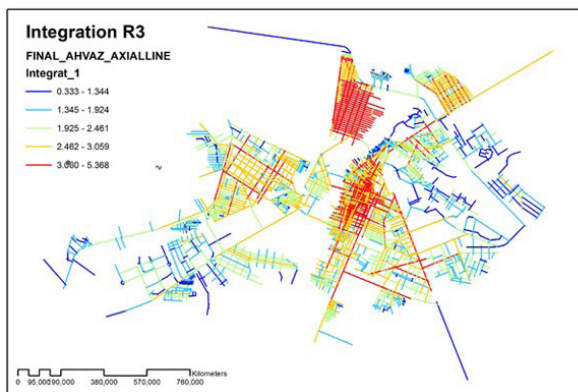 Integration R3
FINAL_AHVAZ_AXIALLINE
Integrat_1
0.333 - 1.344
1.345 - 1.924
1.925 - 2.461
2.462 - 3.059
5.368
Kilometers
0 380,000 570,000 760,000